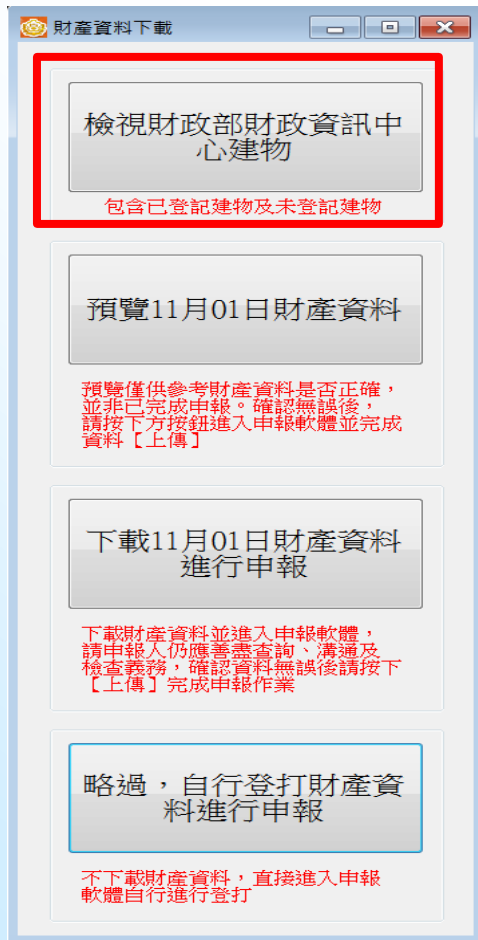 財產資料下載
檢視財政部財政資訊中
心建物
包含已登記建物及未登記建物
預覽11月01日財產資料
預覽僅供參考財產資料是否正確，
並非已完成申報。確認無誤後，
請按下方按鈕進入申報軟體並完成
資料【上傳】
下載11月01日財產資料
進行申報
下載財產資料並進入申報軟體，
請申報人仍應善盡查詢、溝通及
檢查義務，確認資料無誤後請按下
【上傳】完成申報作業
略過，自行登打財產資
料進行申報
不下載財產資料，直接進入申報
軟體自行進行登打